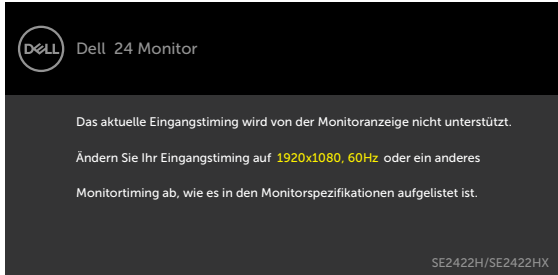 DELL
Dell 24 Monitor
Das aktuelle Eingangstiming wird von der Monitoranzeige nicht unterstützt.
Ändern Sie Ihr Eingangstiming auf 1920x1080, 60Hz oder ein anderes
Monitortiming ab, wie es in den Monitorspezifikationen aufgelistet ist.
SE2422H/SE2422HX